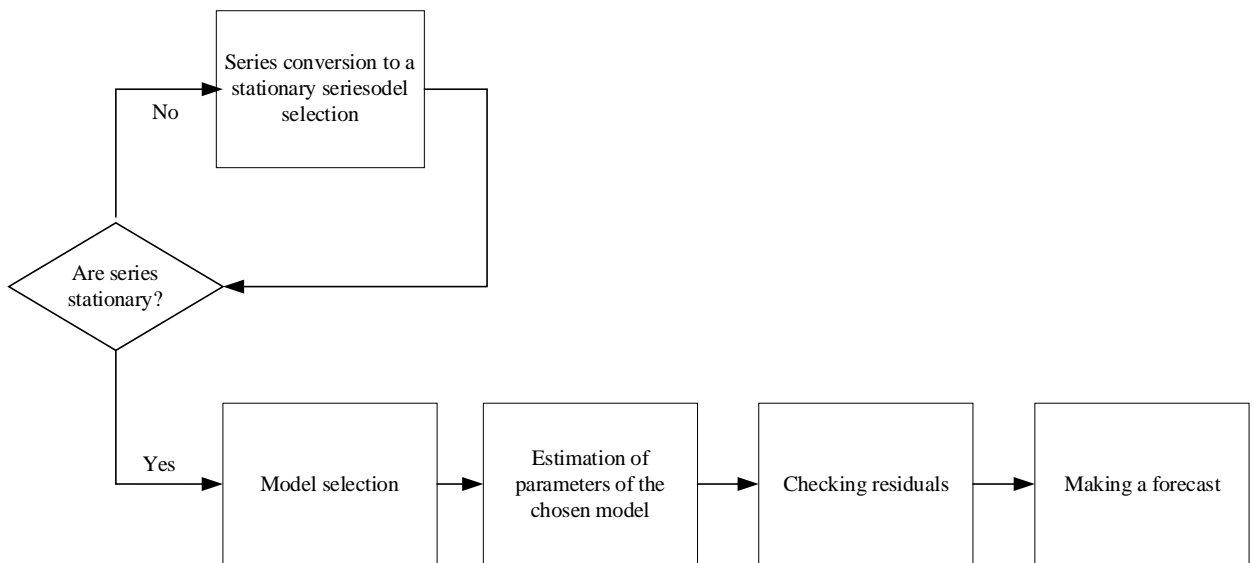 Series conversion to a
stationary seriesodel
selection
No
Are series
stationary?
Yes
Model selection
Estimation of
parameters of the
chosen model
Checking residuals
Making a forecast